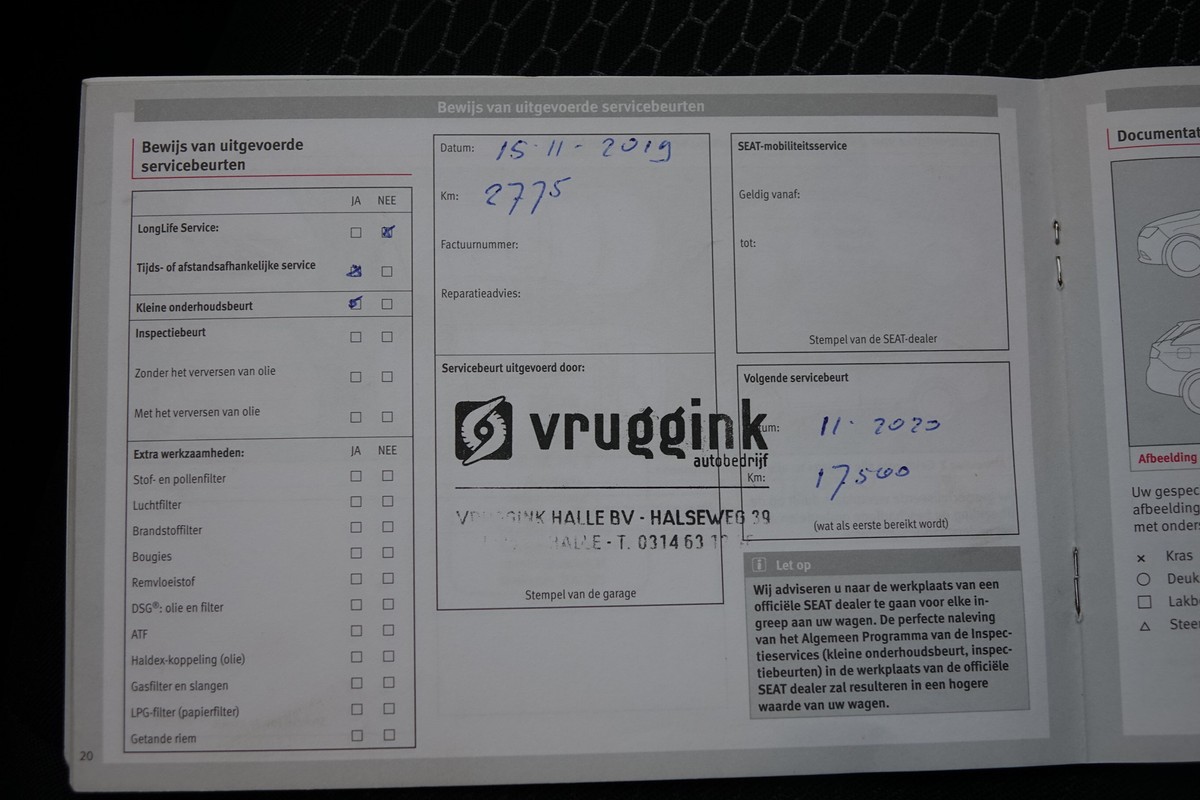 Bewijs van uitgevoerde servicebeurten
Bewijs van uitgevoerde
servicebeurten
JA NEE
LongLife Service:
Tijds- of afstandsafhankelijke service
Kleine onderhoudsbeurt
Inspectiebeurt
Zonder het verversen van olie
Met het verversen van olie
Extra werkzaamheden: JA NEE
Stof- en pollenfilter
Luchtfilter
Brandstoffilter
Bougies
Remvloeistof
DSG®: olie en filter
ATF
Haldex-koppeling (olie)
Gasfilter en slangen
LPG-filter (papierfilter)
Getande riem
20
Datum: 15-11-2019
Km: 2775
Factuurnummer:
Reparatieadvies:
Servicebeurt uitgevoerd door:
vruggink
autobedrijf
HALLE BV - HALSEWEG 39
HALLE - T. 0314 63
Stempel van de garage
SEAT-mobiliteitsservice
Geldig vanaf:
tot:
Stempel van de SEAT-dealer
Volgende servicebeurt
11-2020
Km: 17500
(wat als eerste bereikt wordt)
i Let op
Wij adviseren u naar de werkplaats van een
officiële SEAT dealer te gaan voor elke in-
greep aan uw wagen. De perfecte naleving
van het Algemeen Programma van de Inspec-
tieservices (kleine onderhoudsbeurt, inspec-
tiebeurten) in de werkplaats van de officiële
SEAT dealer zal resulteren in een hogere
waarde van uw wagen.
Documentat
Afbeelding
Uw gespec
afbeelding
met onder
Kras
Deuk
Lakb
Stee